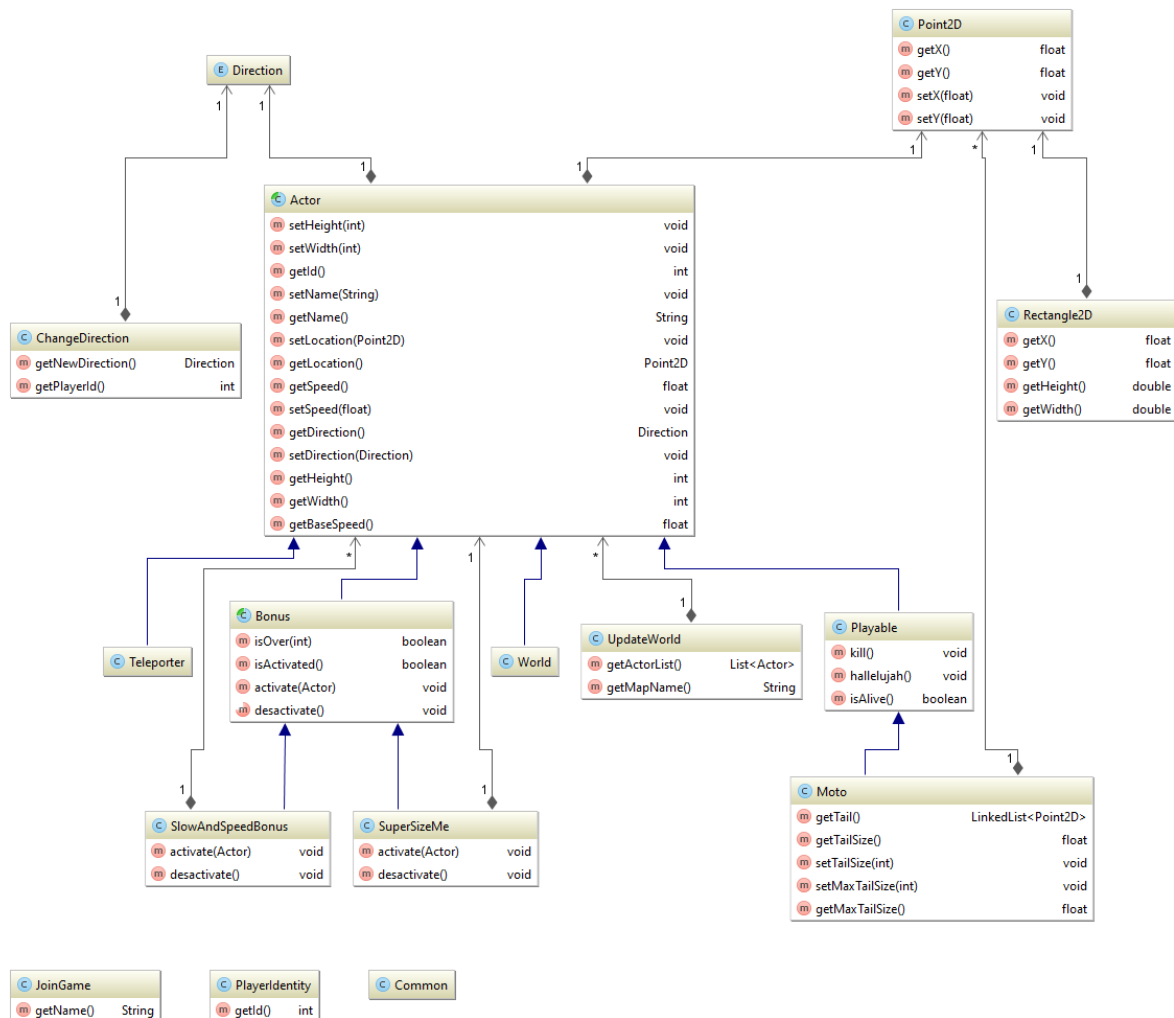 Point2D
getX() float
getY() float
setX(float) void
setY(float) void
Direction
1 1 1 * 1
1 1
Actor
setHeight(int) void
setWidth(int) void
getId() int
setName(String) void
getName() String
setLocation(Point2D) void
getLocation() Point2D
getSpeed() float
setSpeed(float) void
getDirection() Direction
setDirection(Direction) void
getHeight() int
getWidth() int
getBaseSpeed() float
1
ChangeDirection
getNewDirection() Direction
getPlayerId() int
1
Rectangle2D
getX() float
getY() float
getHeight() double
getWidth() double
* 1 *
Teleporter
Bonus
isOver(int) boolean
isActivated() boolean
activate(Actor) void
desactivate() void
World
1
UpdateWorld
getActorList() List<Actor>
getMapName() String
Playable
kill() void
hallelujah() void
isAlive() boolean
1
SlowAndSpeedBonus
activate(Actor) void
desactivate() void
1
SuperSizeMe
activate(Actor) void
desactivate() void
1
Moto
getTail() LinkedList<Point2D>
getTailSize() float
setTailSize(int) void
setMaxTailSize(int) void
getMaxTailSize() float
JoinGame
getName() String
PlayerIdentity
getId() int
Common